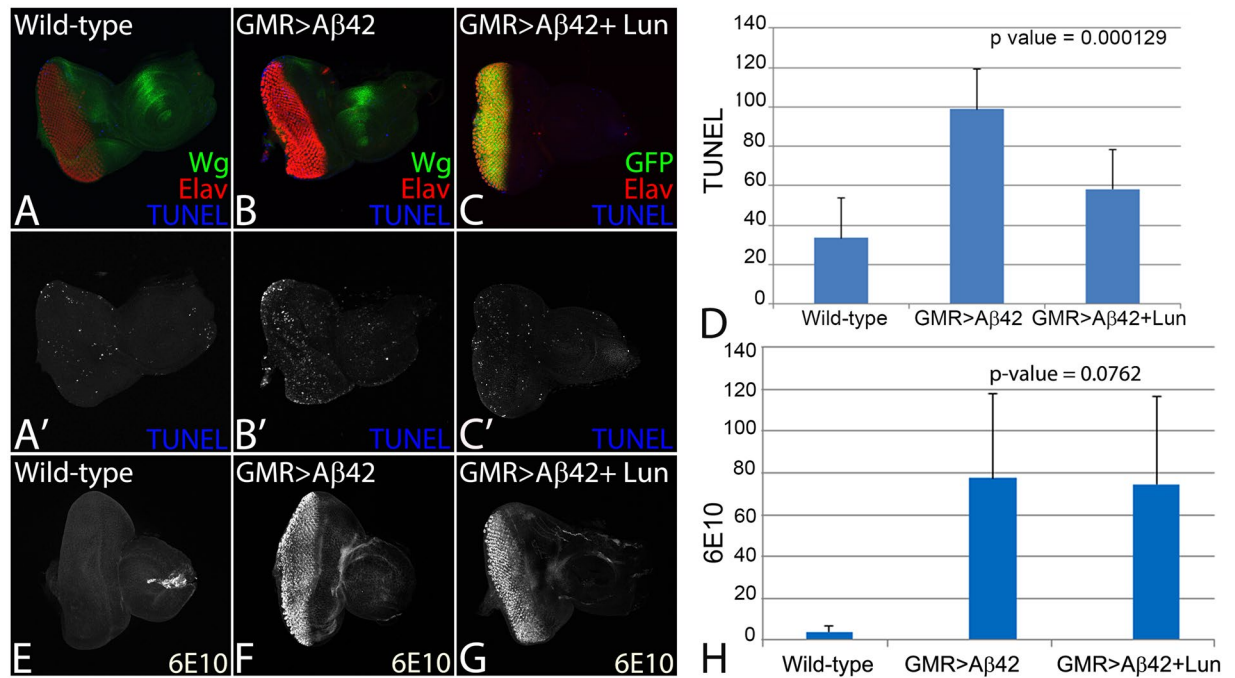 Wild-type
GMR>Aβ42
GMR>Aβ42+ Lun
Wg
Elav
TUNEL
A
Wg
Elav
TUNEL
B
GFP
Elav
TUNEL
C
A′
TUNEL
B′
TUNEL
C′
TUNEL
Wild-type
GMR>Aβ42
GMR>Aβ42+ Lun
E
6E10
F
6E10
G
6E10
140
120
100
80
60
40
20
0
TUNEL
p value = 0.000129
Wild-type
GMR>Aβ42
GMR>Aβ42+Lun
D
140
120
100
80
60
40
20
0
6E10
p-value = 0.0762
Wild-type
GMR>Aβ42
GMR>Aβ42+Lun
H